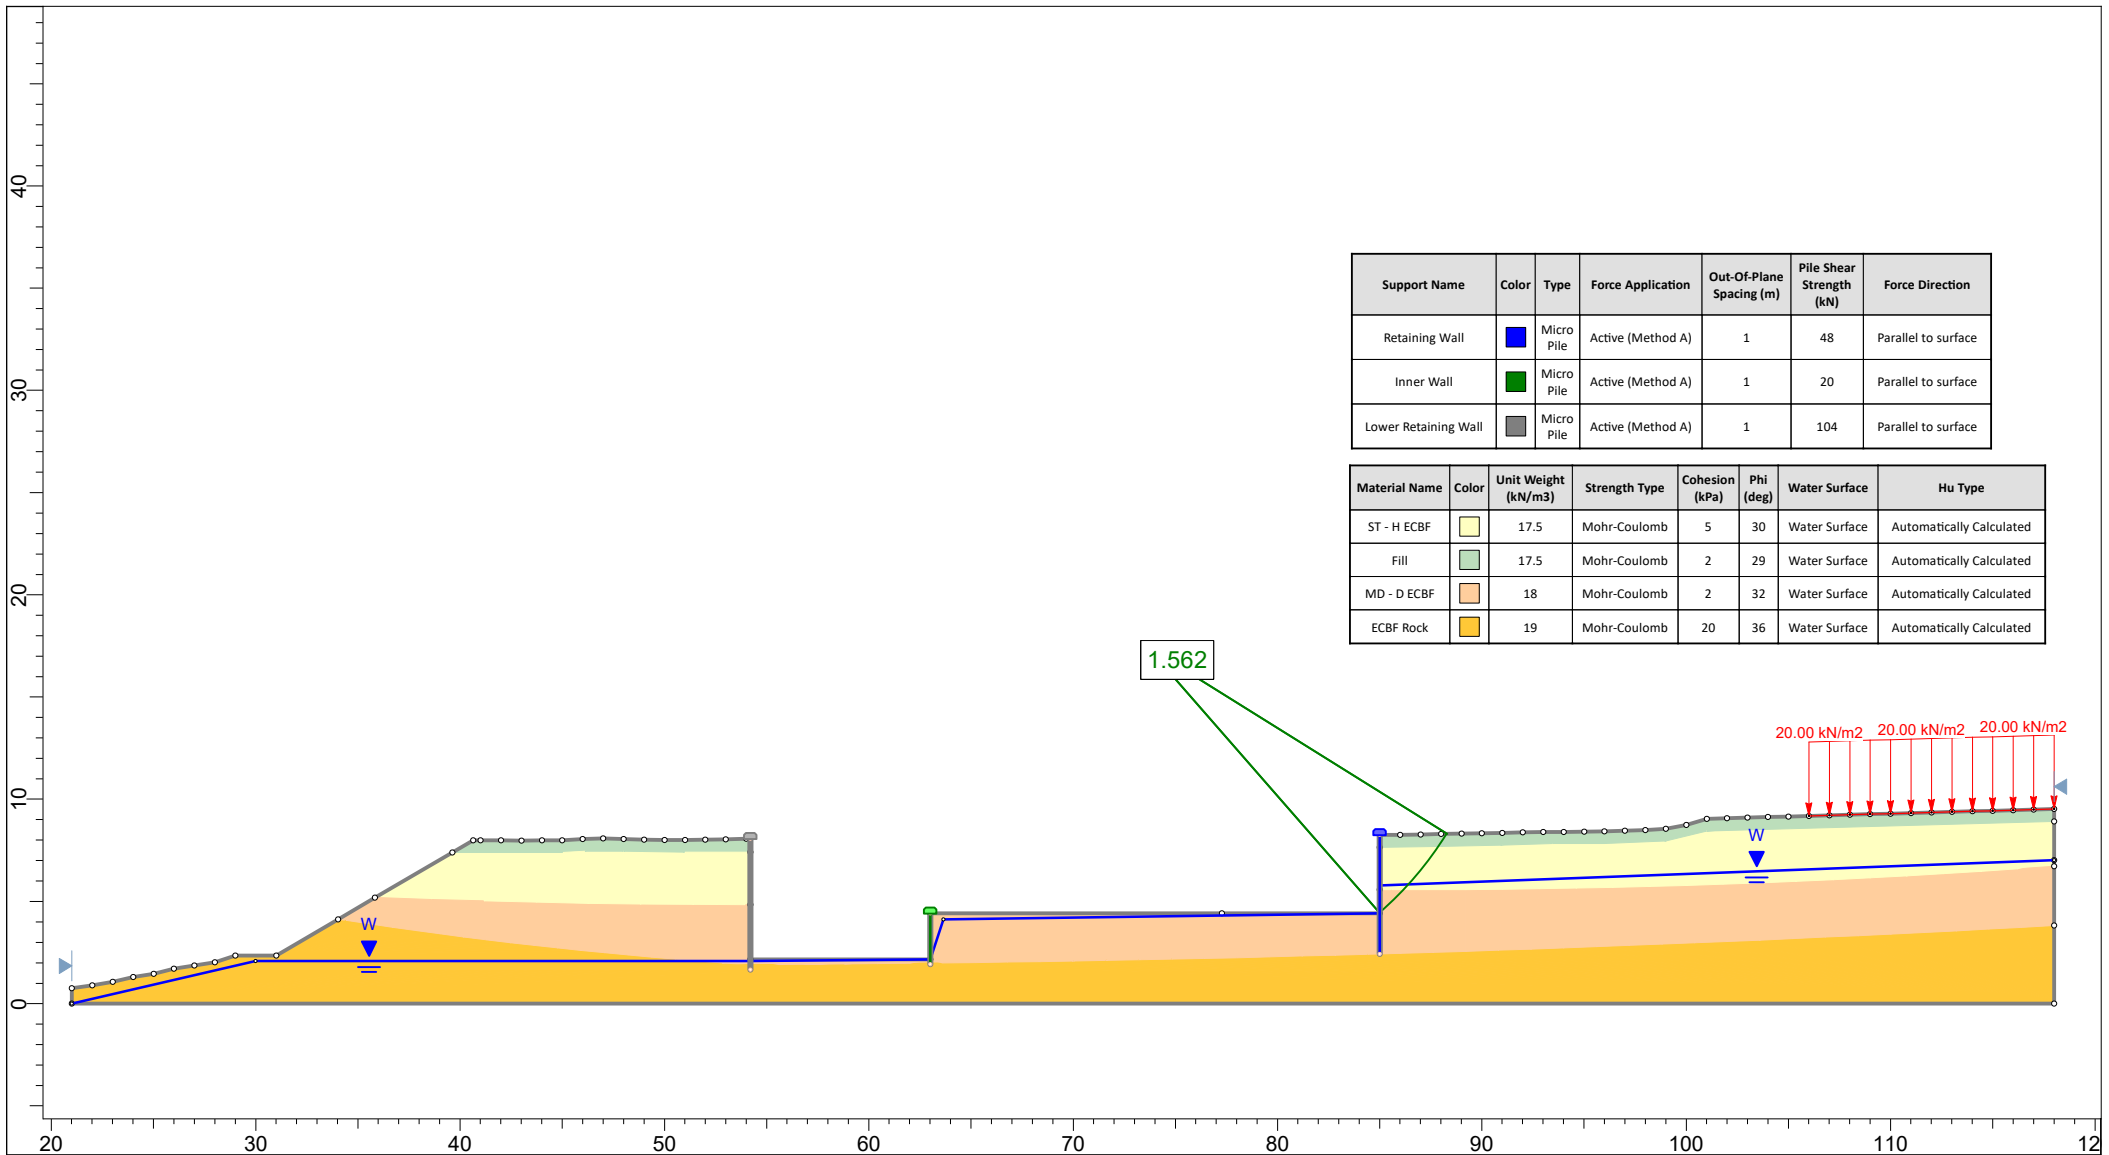 Support Name Color Type Force Application Out-Of-Plane Spacing (m) Pile Shear Strength (kN) Force Direction
Retaining Wall Micro Pile Active (Method A) 1 48 Parallel to surface
Inner Wall Micro Pile Active (Method A) 1 20 Parallel to surface
Lower Retaining Wall Micro Pile Active (Method A) 1 104 Parallel to surface
Material Name Color Unit Weight (kN/m3) Strength Type Cohesion (kPa) Phi (deg) Water Surface Hu Type
ST - H ECBF 17.5 Mohr-Coulomb 5 30 Water Surface Automatically Calculated
Fill 17.5 Mohr-Coulomb 2 29 Water Surface Automatically Calculated
MD - D ECBF 18 Mohr-Coulomb 2 32 Water Surface Automatically Calculated
ECBF Rock 19 Mohr-Coulomb 20 36 Water Surface Automatically Calculated
1.562
20.00 kN/m2 20.00 kN/m2 20.00 kN/m2
W
W
40
30
20
10
0
20 30 40 50 60 70 80 90 100 110 12